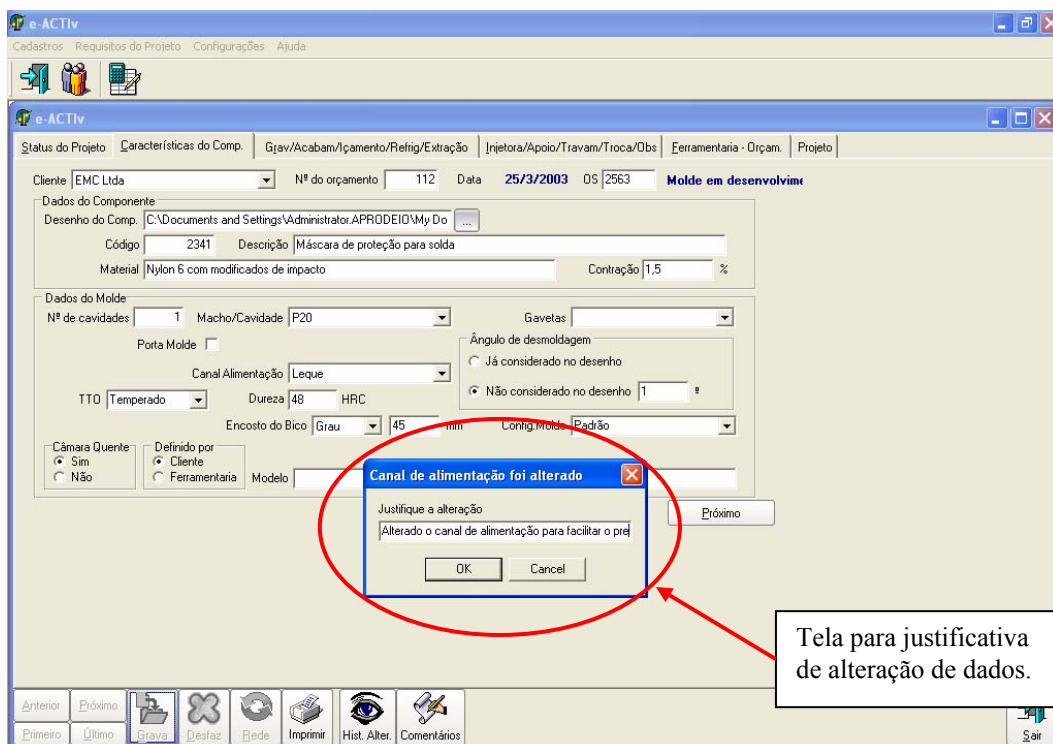 e-ACTIv
Cadastros Requisitos do Projeto Configurações Ajuda
e-ACTIv
Status do Projeto Características do Comp. Grav/Acabam/Içamento/Refrig/Extração Injetora/Apoio/Travam/Troca/Obs Ferramentaria - Orçam. Projeto
Cliente EMC Ltda Nº do orçamento 112 Data 25/3/2003 OS 2563 Molde em desenvolvime
Dados do Componente
Desenho do Comp. C:\Documents and Settings\Administrator.APRODEIO\My Do ...
Código 2341 Descrição Máscara de proteção para solda
Material Nylon 6 com modificados de impacto Contração 1,5 %
Dados do Molde
Nº de cavidades 1 Macho/Cavidade P20 Gavetas
Porta Molde
Ângulo de desmoldagem
Já considerado no desenho
Canal Alimentação Leque
Não considerado no desenho 1 º
TTO Temperado Dureza 48 HRC
Encosto do Bico Grau 45 mm Config.Molde Padrão
Câmara Quente Definido por
Sim Cliente
Não Ferramentaria Modelo
Canal de alimentação foi alterado
Justifique a alteração
Alterado o canal de alimentação para facilitar o pre
OK Cancel
Próximo
Tela para justificativa
de alteração de dados.
Anterior Próximo
Primeiro Último Grava Desfaz Rede Imprimir Hist. Alter. Comentários Sair